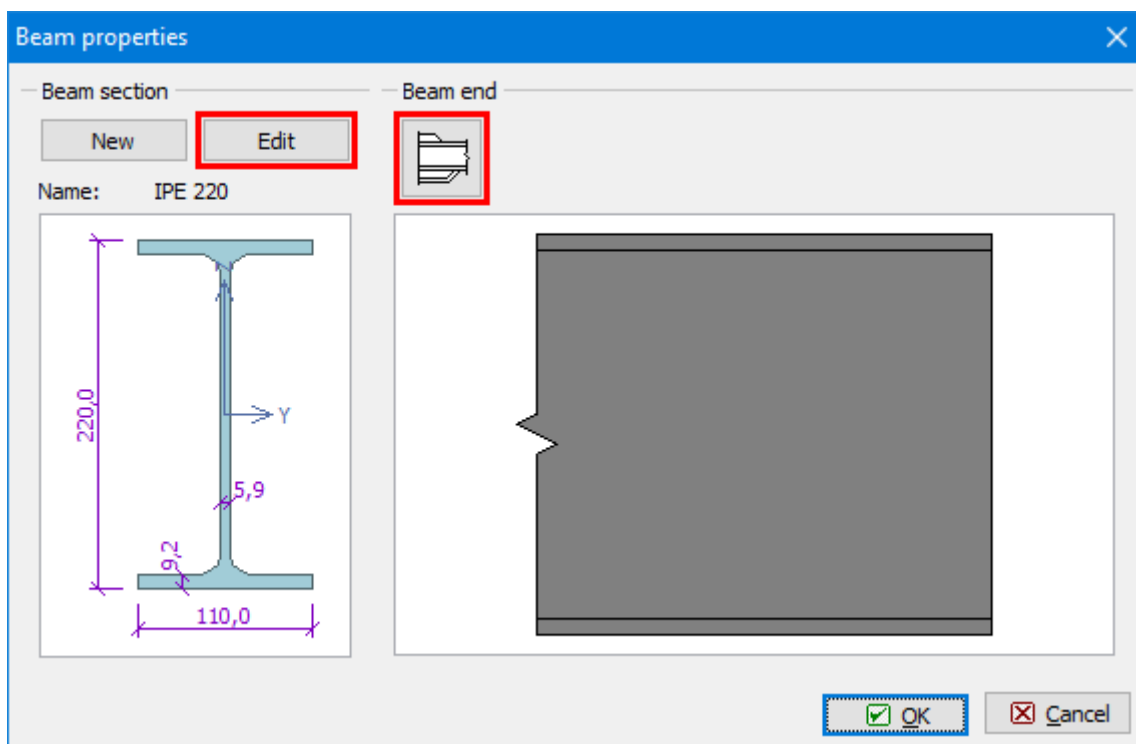 Beam properties
Beam section
Beam end
New
Edit
Name: IPE 220
220,0
Y
5,9
9,2
110,0
OK
Cancel